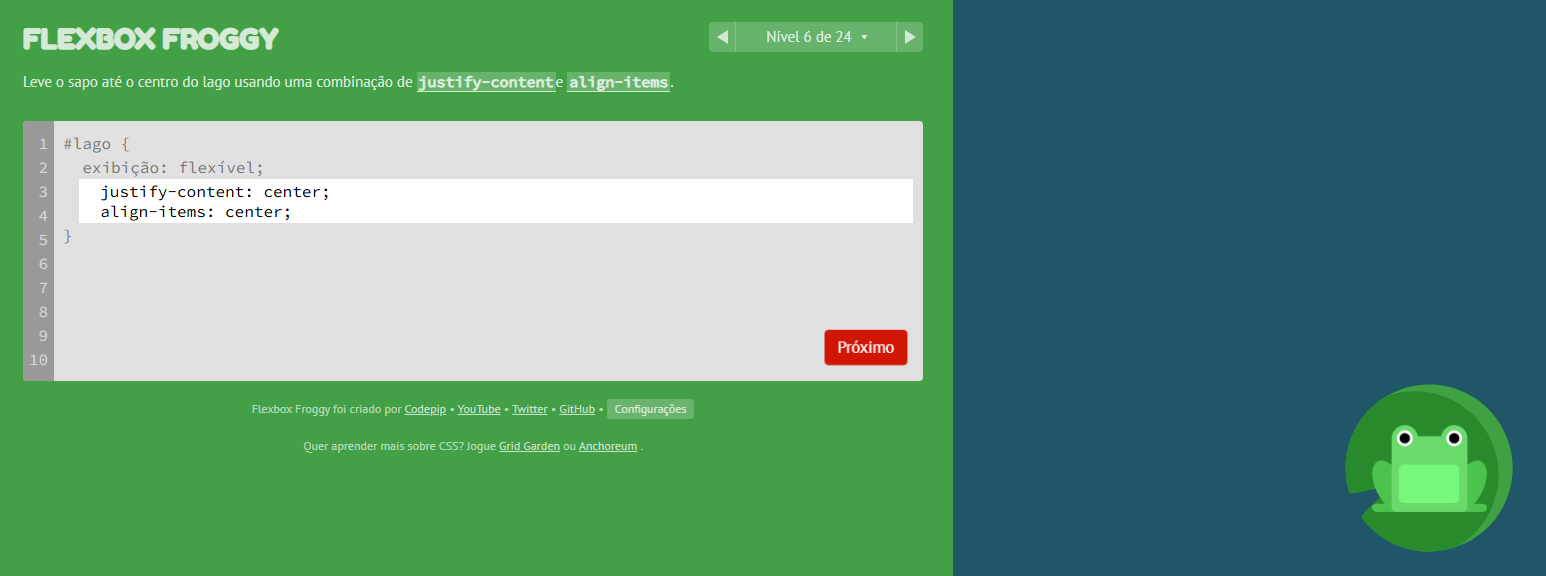 FLEXBOX FROGGY
Nível 6 de 24
Leve o sapo até o centro do lago usando uma combinação de justify-content e align-items.
1 #lago {
2 exibição: flexível;
3 justify-content: center;
4 align-items: center;
5 }
6
7
8
9
10
Próximo
Flexbox Froggy foi criado por Codepip • YouTube • Twitter • GitHub • Configurações
Quer aprender mais sobre CSS? Jogue Grid Garden ou Anchoreum .